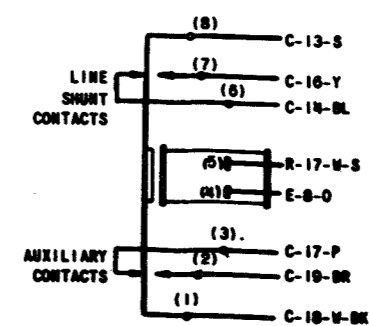 (8)
C-13-S
LINE
SHUNT
CONTACTS
(7)
C-16-Y
(6)
C-14-BL
(5)
R-17-W-S
(4)
E-8-O
AUXILIARY
CONTACTS
(3).
C-17-P
(2)
C-19-BR
(1)
C-18-W-BK